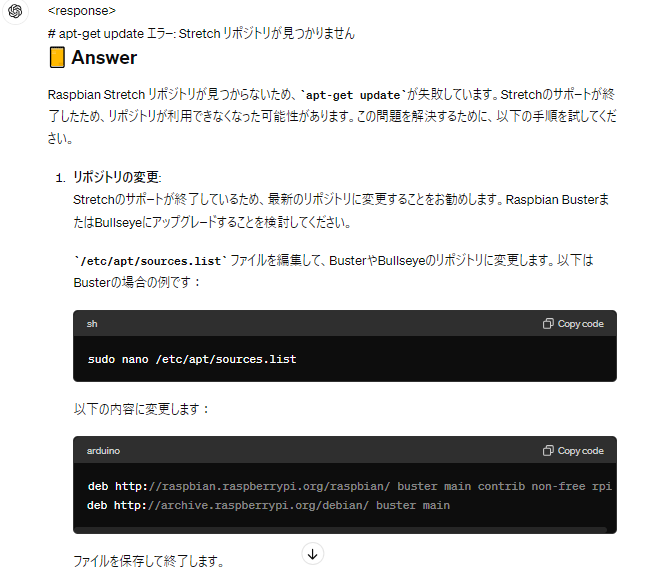 <response>
# apt-get update エラー: Stretch リポジトリが見つかりません
Answer
Raspbian Stretch リポジトリが見つからないため、`apt-get update`が失敗しています。Stretchのサポートが終
了したため、リポジトリが利用できなくなった可能性があります。この問題を解決するために、以下の手順を試してくだ
さい。
1. リポジトリの変更:
Stretchのサポートが終了しているため、最新のリポジトリに変更することをお勧めします。Raspbian Busterま
たはBullseyeにアップグレードすることを検討してください。
`/etc/apt/sources.list` ファイルを編集して、BusterやBullseyeのリポジトリに変更します。以下は
Busterの場合の例です：
sh Copy code
sudo nano /etc/apt/sources.list
以下の内容に変更します：
arduino Copy code
deb http://raspbian.raspberrypi.org/raspbian/ buster main contrib non-free rpi
deb http://archive.raspberrypi.org/debian/ buster main
ファイルを保存して終了します。